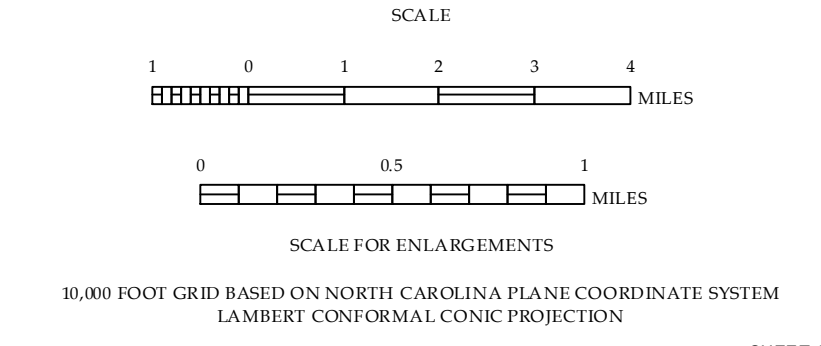 SCALE
1 0 1 2 3 4
MILES
0 0.5 1
MILES
SCALE FOR ENLARGEMENTS
10,000 FOOT GRID BASED ON NORTH CAROLINA PLANE COORDINATE SYSTEM
LAMBERT CONFORMAL CONIC PROJECTION